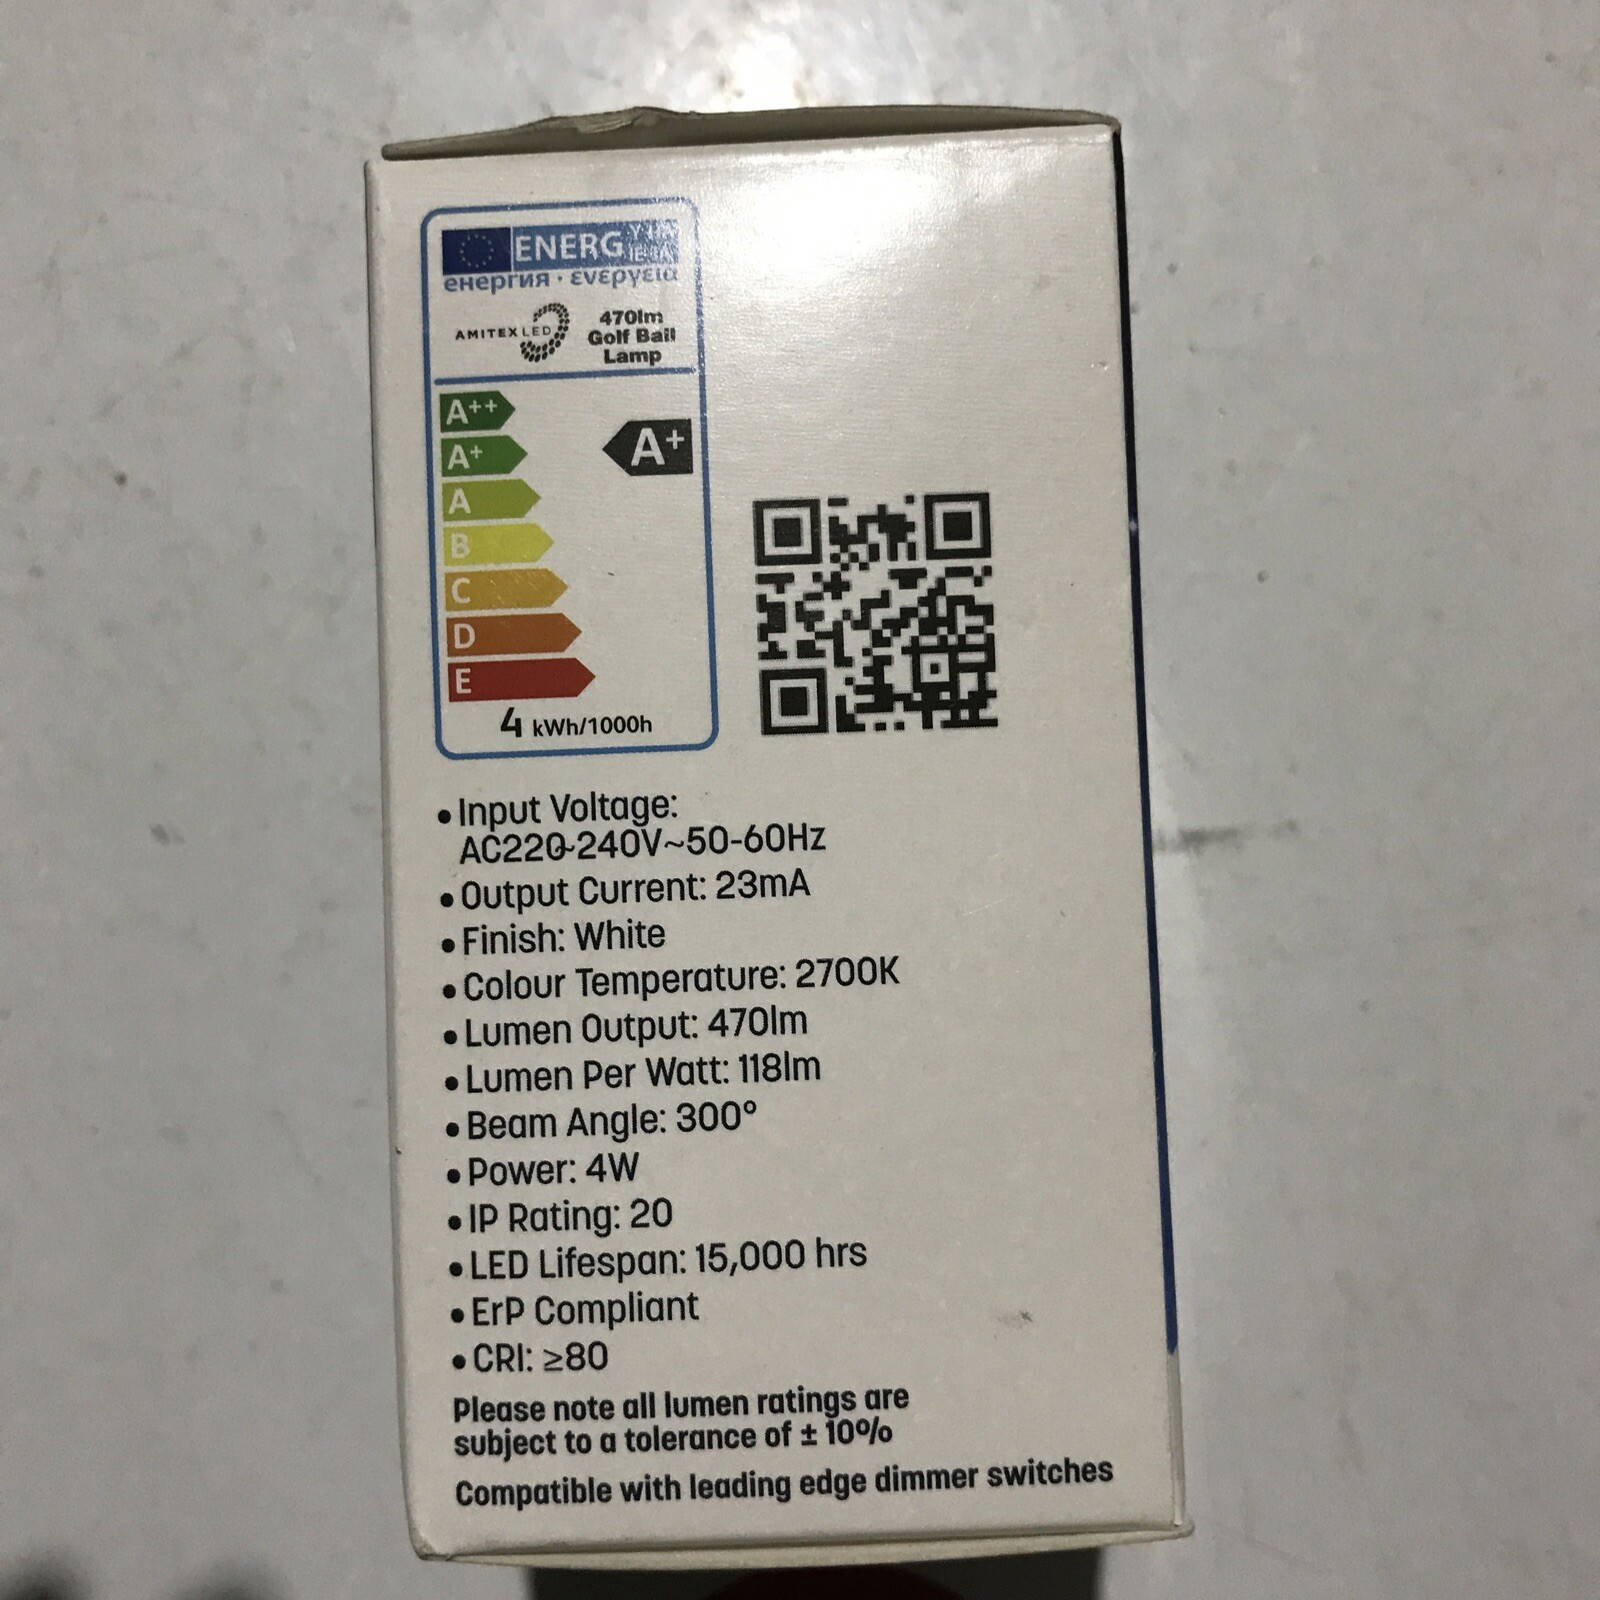 ENERG Y IJA
IE IA
енергия · ενεργεια
AMITEX LED
470lm
Golf Ball
Lamp
A++
A+
A+
A
B
C
D
E
4 kWh/1000h
• Input Voltage:
AC220-240V~50-60Hz
• Output Current: 23mA
• Finish: White
• Colour Temperature: 2700K
• Lumen Output: 470lm
• Lumen Per Watt: 118lm
• Beam Angle: 300°
• Power: 4W
• IP Rating: 20
• LED Lifespan: 15,000 hrs
• ErP Compliant
• CRI: ≥80
Please note all lumen ratings are
subject to a tolerance of ± 10%
Compatible with leading edge dimmer switches